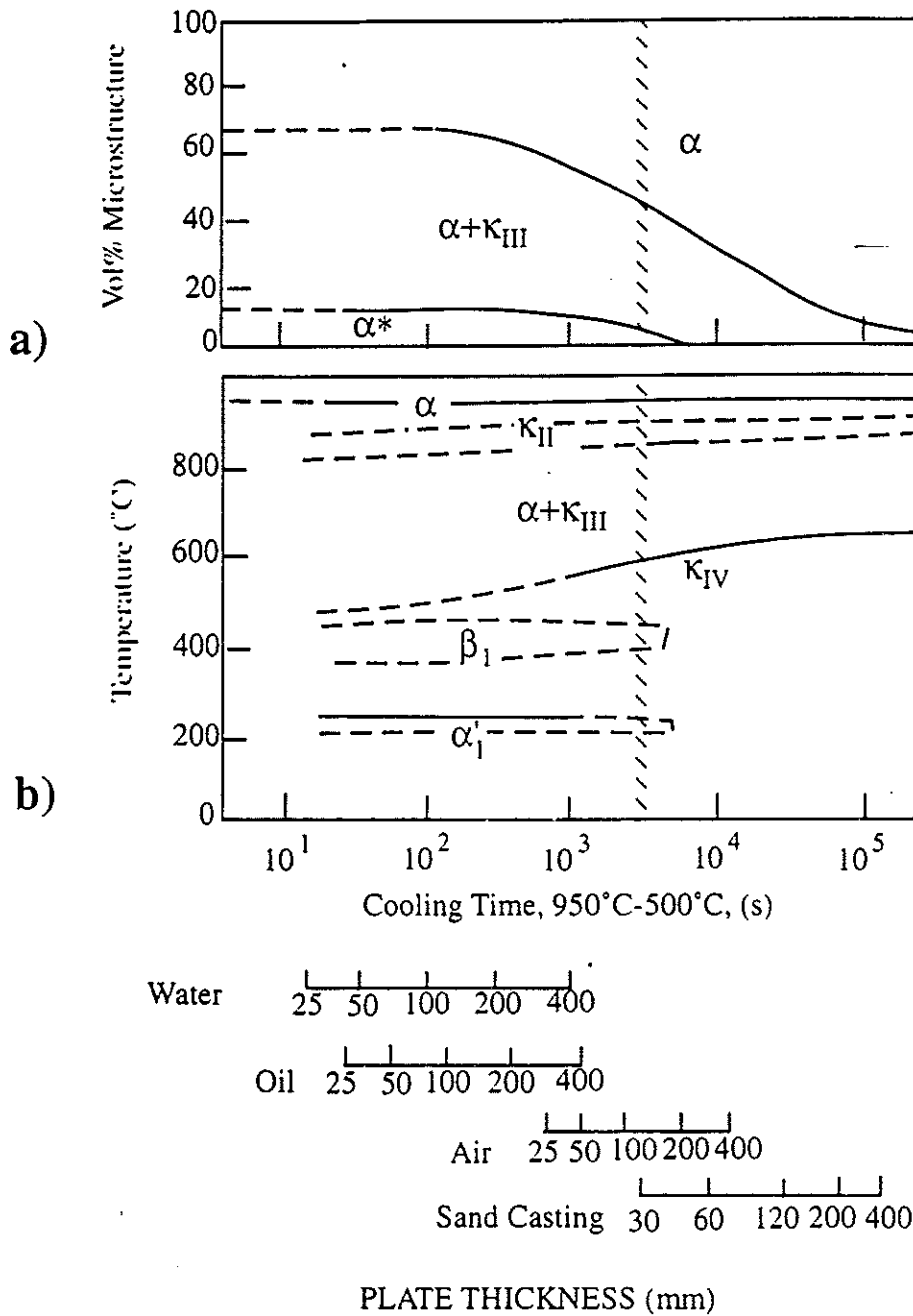 100
80
60
40
20
0
Vol% Microstructure
α
α+κIII
α*
a)
α
κII
α+κIII
κIV
β1
α'1
800
600
400
200
0
Temperature (°C)
b)
10^1 10^2 10^3 10^4 10^5
Cooling Time, 950°C-500°C, (s)
Water
25 50 100 200 400
Oil
25 50 100 200 400
Air
25 50 100 200 400
Sand Casting
30 60 120 200 400
PLATE THICKNESS (mm)